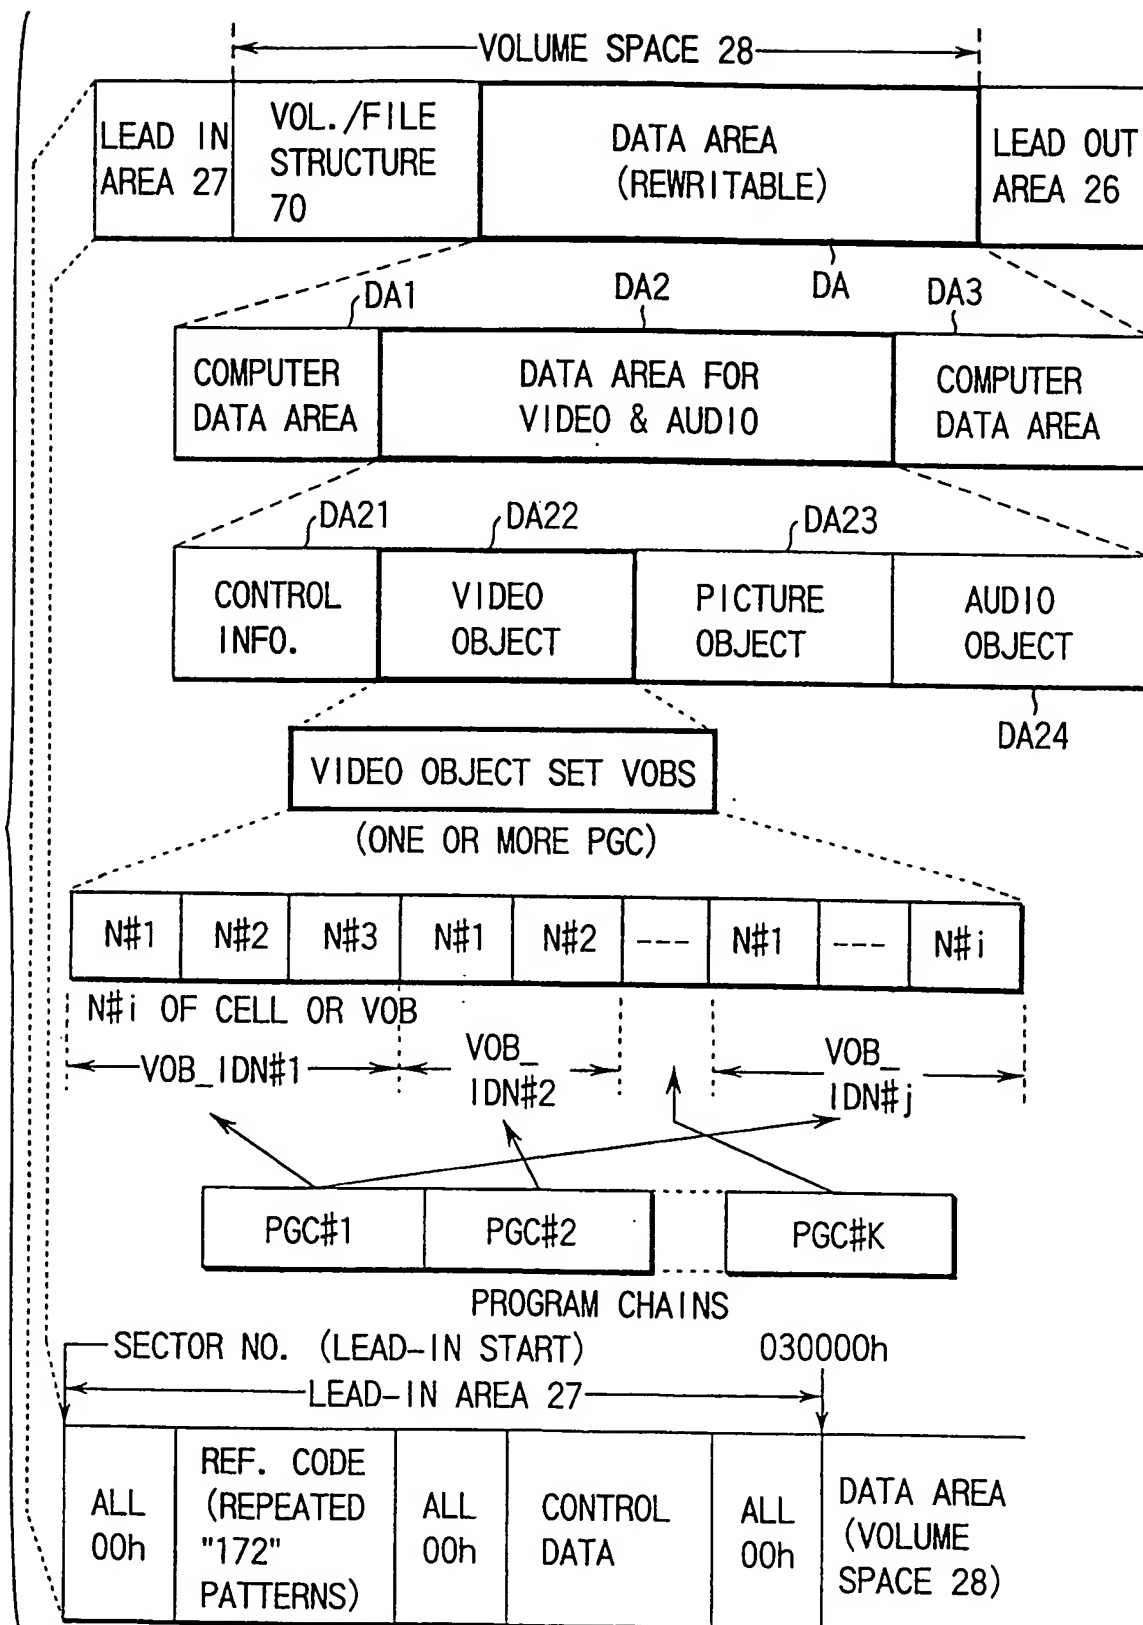 VOLUME SPACE 28
LEAD IN
AREA 27
VOL./FILE
STRUCTURE
70
DATA AREA
(REWRITABLE)
LEAD OUT
AREA 26
DA1
DA2
DA
DA3
COMPUTER
DATA AREA
DATA AREA FOR
VIDEO & AUDIO
COMPUTER
DATA AREA
DA21
DA22
DA23
CONTROL
INFO.
VIDEO
OBJECT
PICTURE
OBJECT
AUDIO
OBJECT
DA24
VIDEO OBJECT SET VOBS
(ONE OR MORE PGC)
N#1 N#2 N#3 N#1 N#2 --- N#1 --- N#i
N#i OF CELL OR VOB
VOB_IDN#1
VOB_
IDN#2
VOB_
IDN#j
PGC#1 PGC#2 PGC#K
PROGRAM CHAINS
SECTOR NO. (LEAD-IN START) 030000h
LEAD-IN AREA 27
ALL
00h
REF. CODE
(REPEATED
"172"
PATTERNS)
ALL
00h
CONTROL
DATA
ALL
00h
DATA AREA
(VOLUME
SPACE 28)